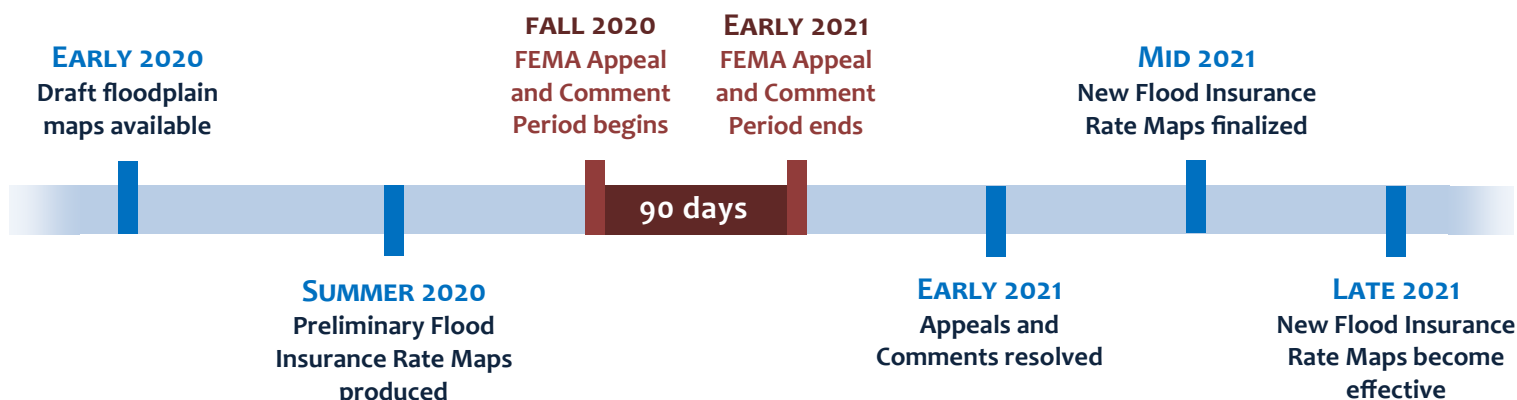 EARLY 2020
Draft floodplain
maps available
SUMMER 2020
Preliminary Flood
Insurance Rate Maps
produced
FALL 2020
FEMA Appeal
and Comment
Period begins
90 days
EARLY 2021
FEMA Appeal
and Comment
Period ends
EARLY 2021
Appeals and
Comments resolved
MID 2021
New Flood Insurance
Rate Maps finalized
LATE 2021
New Flood Insurance
Rate Maps become
effective